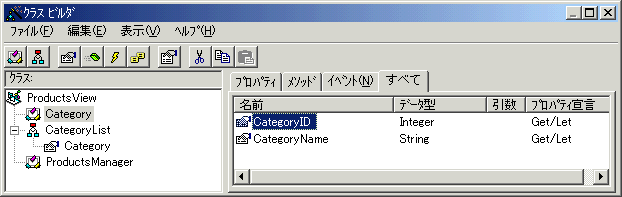 クラス ビルダ
ファイル(F) 編集(E) 表示(V) ヘルプ(H)
クラス:
ProductsView
Category
CategoryList
Category
ProductsManager
プロパティ メソッド イベント(N) すべて
名前 データ型 引数 プロパティ宣言
CategoryID Integer Get/Let
CategoryName String Get/Let